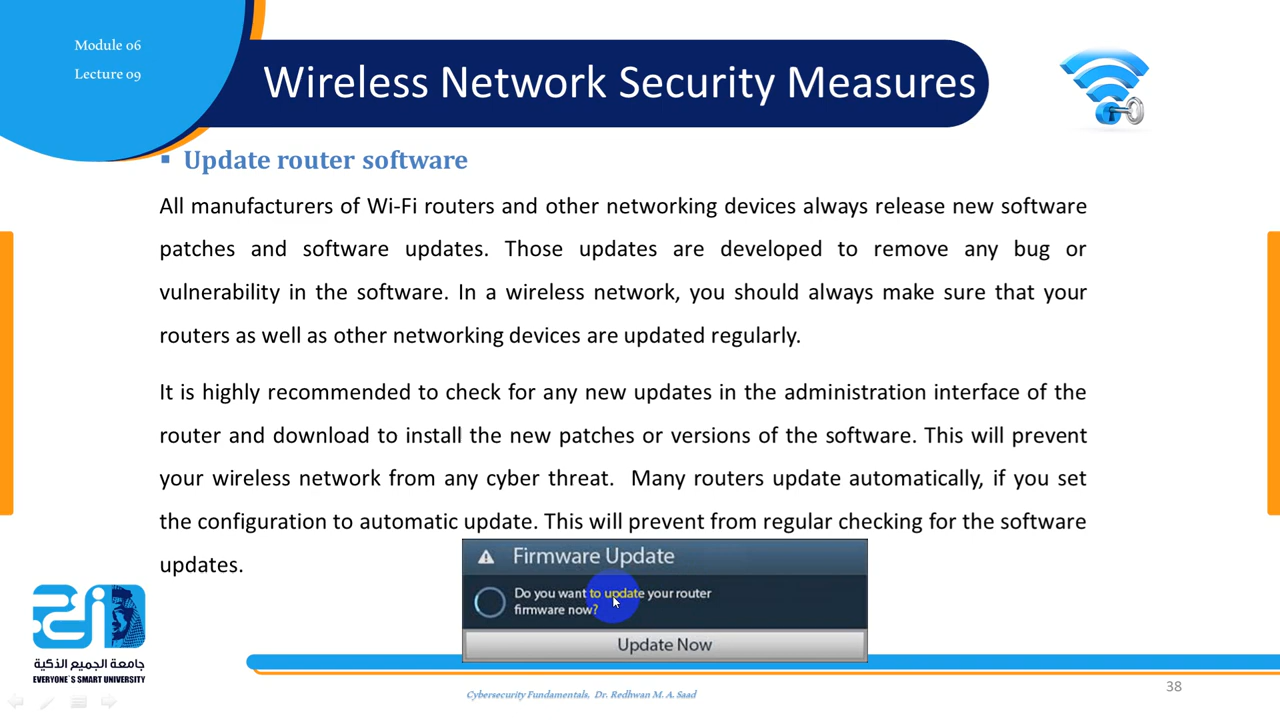 Module 06
Lecture 09
Wireless Network Security Measures
▪ Update router software
All manufacturers of Wi-Fi routers and other networking devices always release new software
patches and software updates. Those updates are developed to remove any bug or
vulnerability in the software. In a wireless network, you should always make sure that your
routers as well as other networking devices are updated regularly.
It is highly recommended to check for any new updates in the administration interface of the
router and download to install the new patches or versions of the software. This will prevent
your wireless network from any cyber threat. Many routers update automatically, if you set
the configuration to automatic update. This will prevent from regular checking for the software
updates.
Firmware Update
Do you want to update your router
firmware now?
Update Now
جامعة الجميع الذكية
EVERYONE`S SMART UNIVERSITY
Cybersecurity Fundamentals, Dr. Redhwan M. A. Saad
38